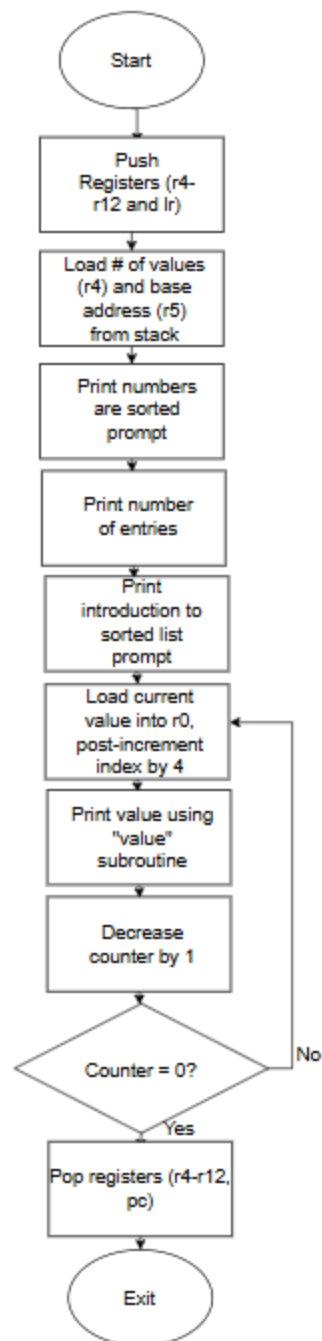 Start
Push
Registers (r4-
r12 and lr)
Load # of values
(r4) and base
address (r5)
from stack
Print numbers
are sorted
prompt
Print number
of entries
Print
introduction to
sorted list
prompt
Load current
value into r0,
post-increment
index by 4
Print value using
"value"
subroutine
Decrease
counter by 1
Counter = 0?
No
Yes
Pop registers (r4-r12,
pc)
Exit